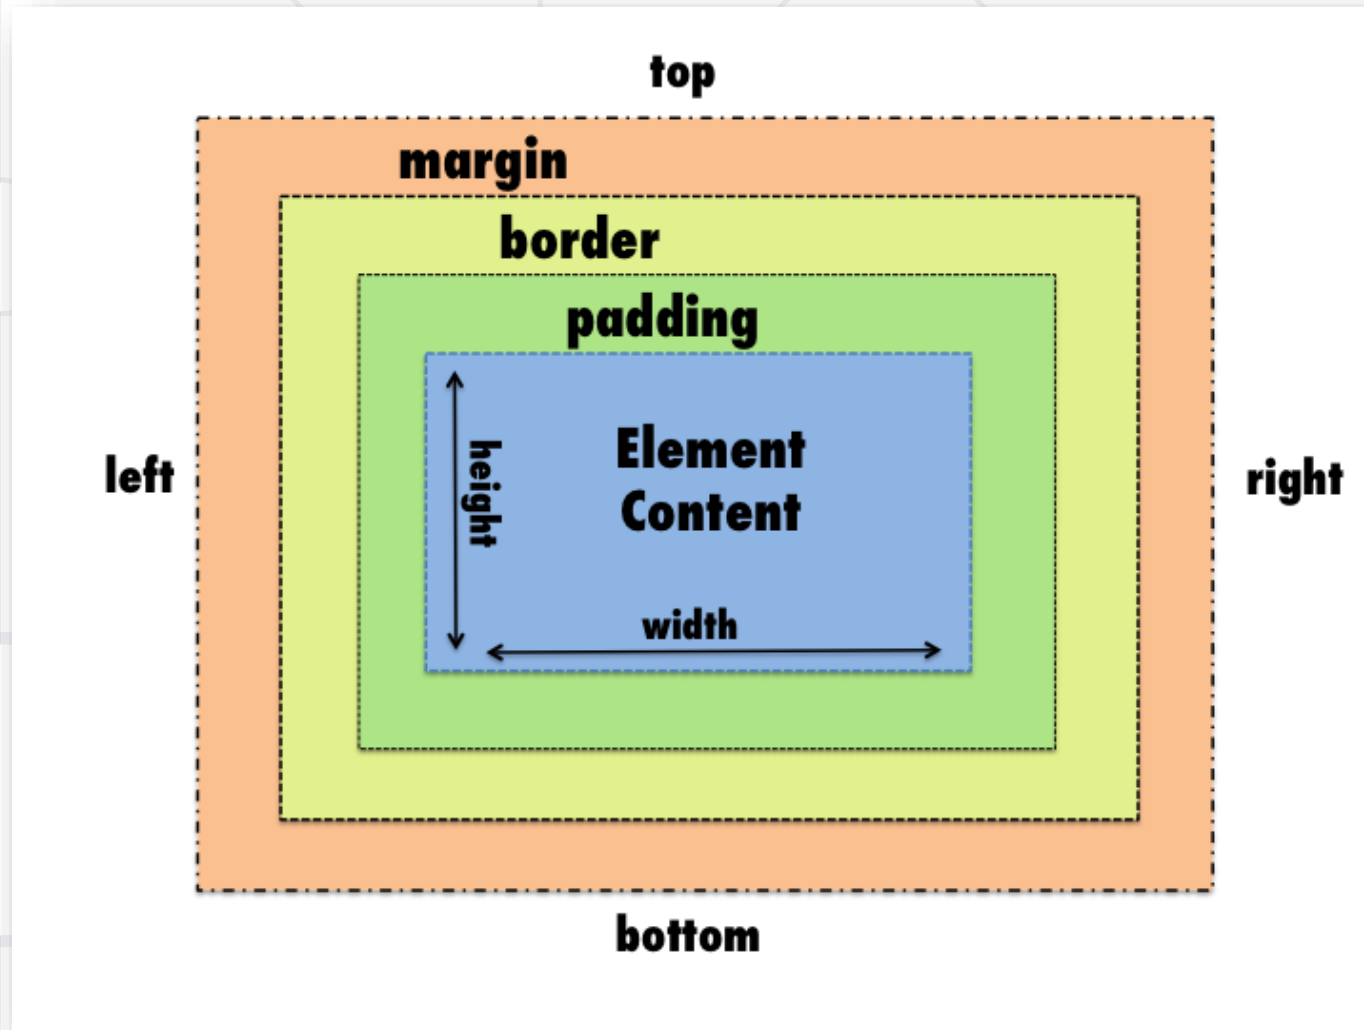 top
margin
border
padding
Element
Content
height
width
left
right
bottom